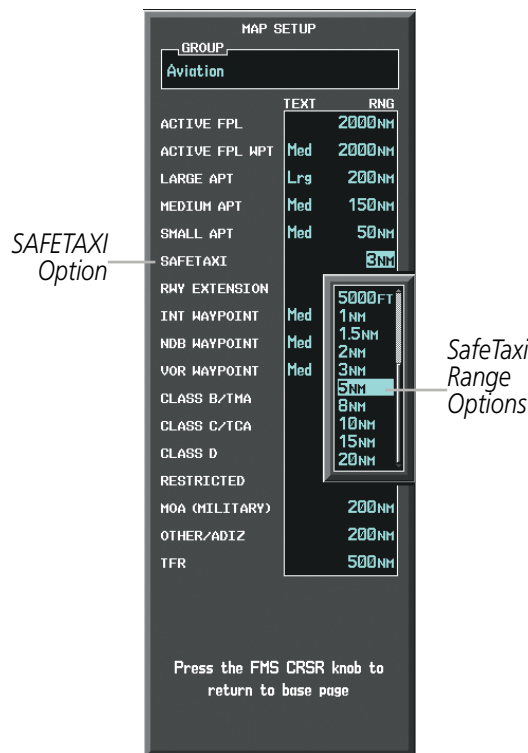 MAP SETUP
GROUP
Aviation
TEXT RNG
ACTIVE FPL 2000NM
ACTIVE FPL WPT Med 2000NM
LARGE APT Lrg 200NM
MEDIUM APT Med 150NM
SMALL APT Med 50NM
SAFETAXI 3NM
RWY EXTENSION
INT WAYPOINT Med
NDB WAYPOINT Med
VOR WAYPOINT Med
CLASS B/TMA
CLASS C/TCA
CLASS D
RESTRICTED
MOA (MILITARY) 200NM
OTHER/ADIZ 200NM
TFR 500NM
5000FT
1NM
1.5NM
2NM
3NM
5NM
8NM
10NM
15NM
20NM
SAFETAXI
Option
SafeTaxi
Range
Options
Press the FMS CRSR knob to
return to base page